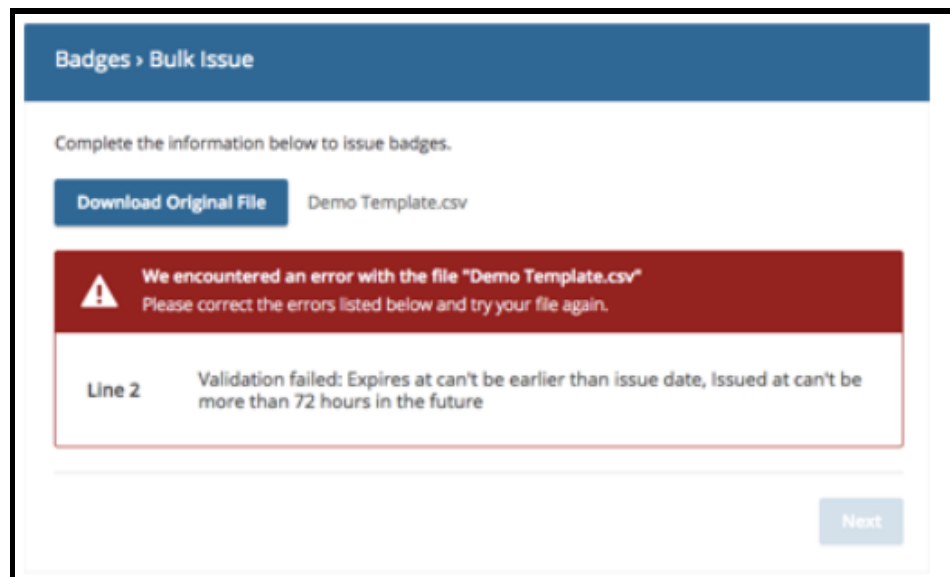 Badges › Bulk Issue
Complete the information below to issue badges.
Download Original File Demo Template.csv
We encountered an error with the file "Demo Template.csv"
Please correct the errors listed below and try your file again.
Line 2 Validation failed: Expires at can't be earlier than issue date, Issued at can't be
more than 72 hours in the future
Next